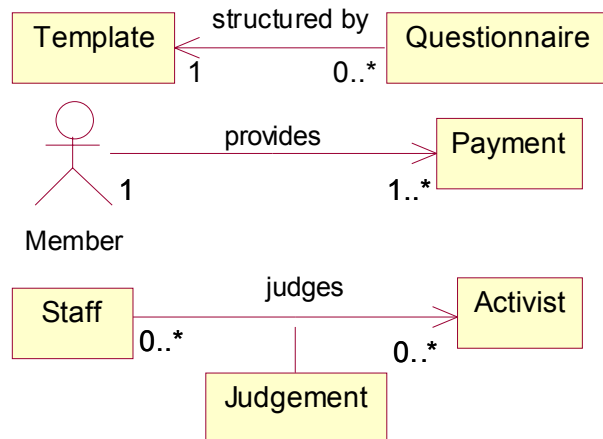 Template
structured by
Questionnaire
1
0..*
provides
Payment
1
1..*
Member
Staff
judges
Activist
0..*
0..*
Judgement